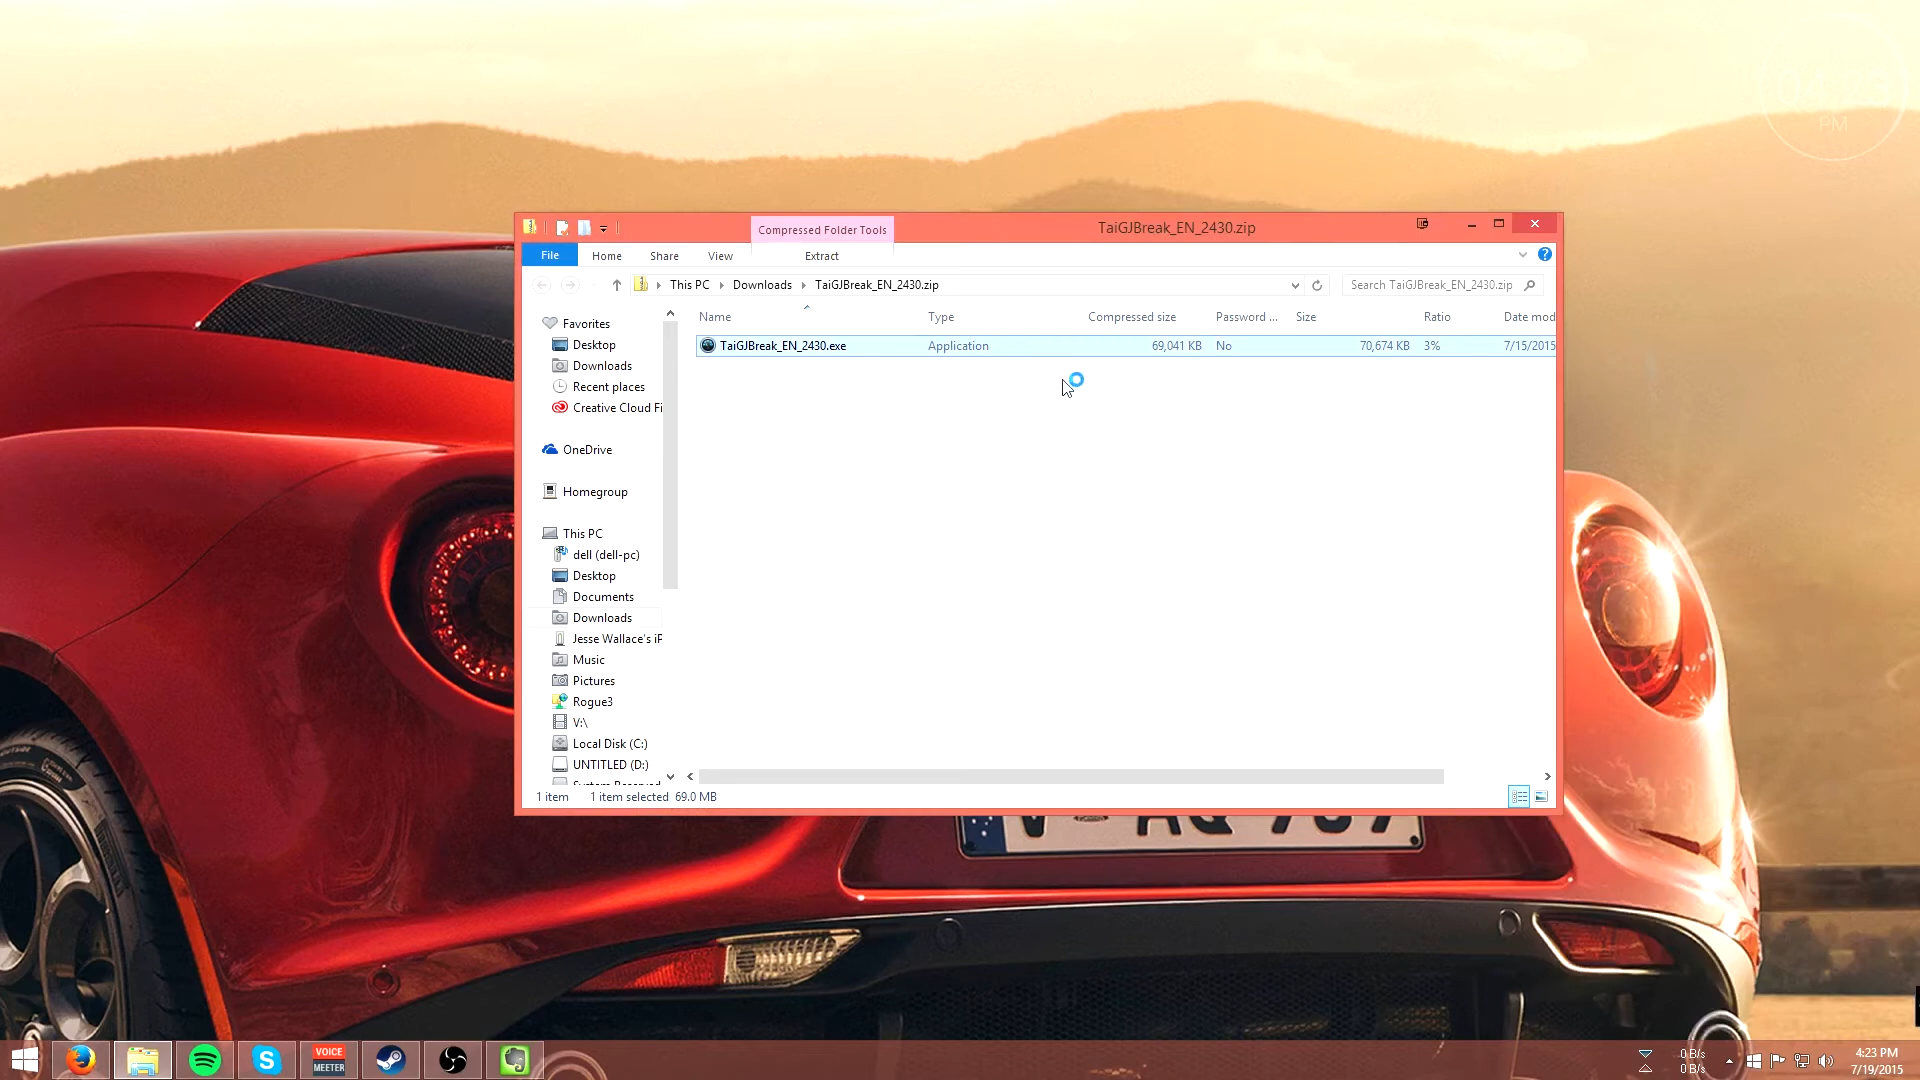 PM
Compressed Folder Tools
TaiGJBreak_EN_2430.zip
File
Home
Share
View
Extract
This PC
Downloads
TaiGJBreak_EN_2430.zip
Search TaiGJBreak_EN_2430.zip
Name
Type
Compressed size
Password ...
Size
Ratio
Date mod
TaiGJBreak_EN_2430.exe
Application
69,041 KB
No
70,674 KB
3%
7/15/2015
Favorites
Desktop
Downloads
Recent places
Creative Cloud Fi
OneDrive
Homegroup
This PC
dell (dell-pc)
Desktop
Documents
Downloads
Jesse Wallace's iP
Music
Pictures
Rogue3
V:\
Local Disk (C:)
UNTITLED (D:)
System Reserved
1 item
1 item selected
69.0 MB
VOICE
MEETER
0 B/s
0 B/s
4:23 PM
7/19/2015